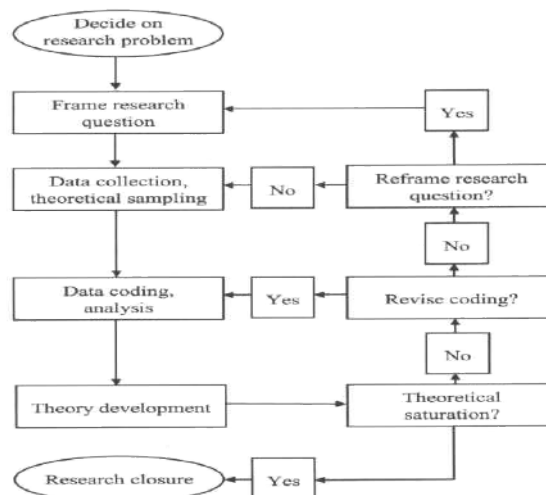 Decide on
research problem
Frame research
question
Yes
Data collection,
theoretical sampling
No
Reframe research
question?
No
Data coding,
analysis
Yes
Revise coding?
No
Theory development
Theoretical
saturation?
Research closure
Yes